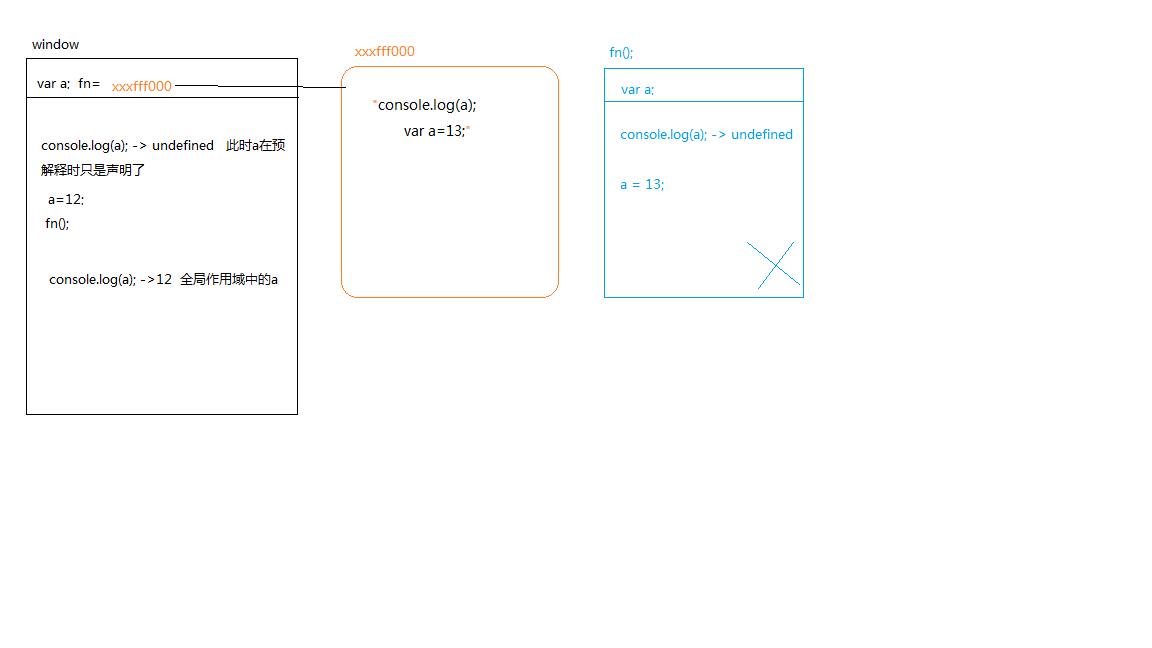 window
var a; fn= xxxfff000
console.log(a); -> undefined 此时a在预
解释时只是声明了
a=12;
fn();
console.log(a); ->12 全局作用域中的a
xxxfff000
"console.log(a);
var a=13;"
fn();
var a;
console.log(a); -> undefined
a = 13;